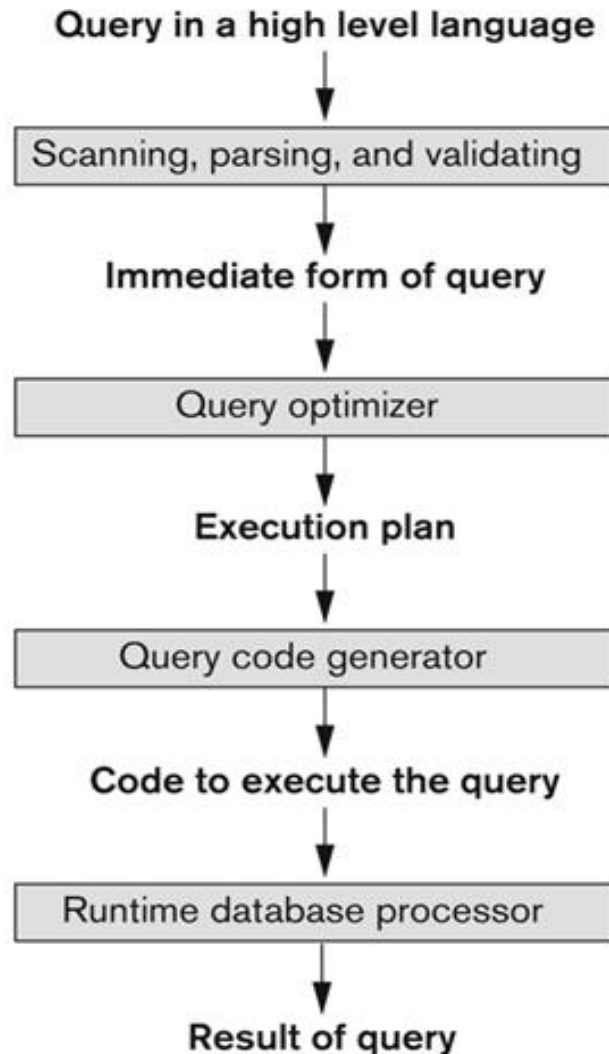 Query in a high level language
Scanning, parsing, and validating
Immediate form of query
Query optimizer
Execution plan
Query code generator
Code to execute the query
Runtime database processor
Result of query